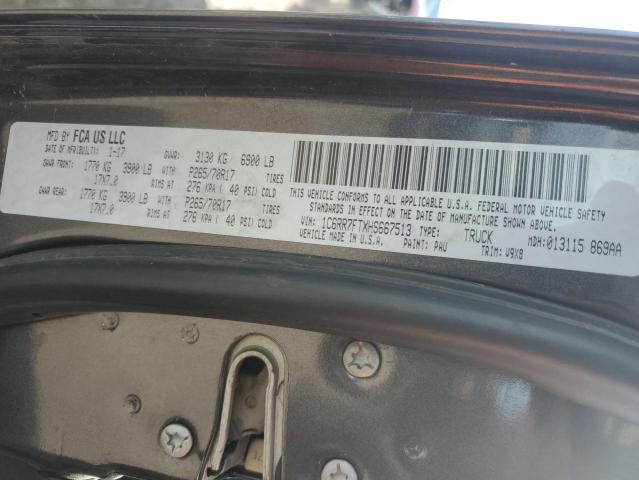 MFD BY FCA US LLC
DATE OF MFR(BUILT): 1-17 GVWR: 3130 KG 6900 LB
GAWR FRONT: 1770 KG 3900 LB WITH P265/70R17 TIRES
17X7.0 RIMS AT 276 KPA ( 40 PSI) COLD
GAWR REAR: 1770 KG 3900 LB WITH P265/70R17 TIRES
17X7.0 RIMS AT 276 KPA ( 40 PSI) COLD
THIS VEHICLE CONFORMS TO ALL APPLICABLE U.S.A. FEDERAL MOTOR VEHICLE SAFETY
STANDARDS IN EFFECT ON THE DATE OF MANUFACTURE SHOWN ABOVE.
VIN: 1C6RR7FTXHS667513 TYPE: TRUCK
VEHICLE MADE IN U.S.A. PAINT: PAU TRIM: V9X8 MDH: 013115 869AA